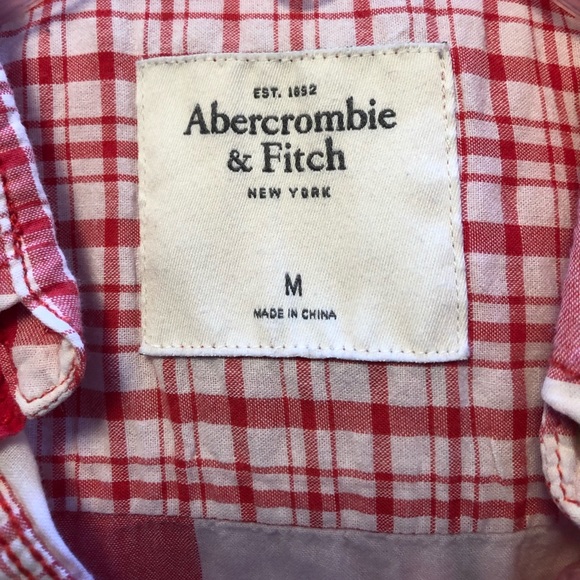 EST. 1892
Abercrombie
& Fitch
NEW YORK
M
MADE IN CHINA